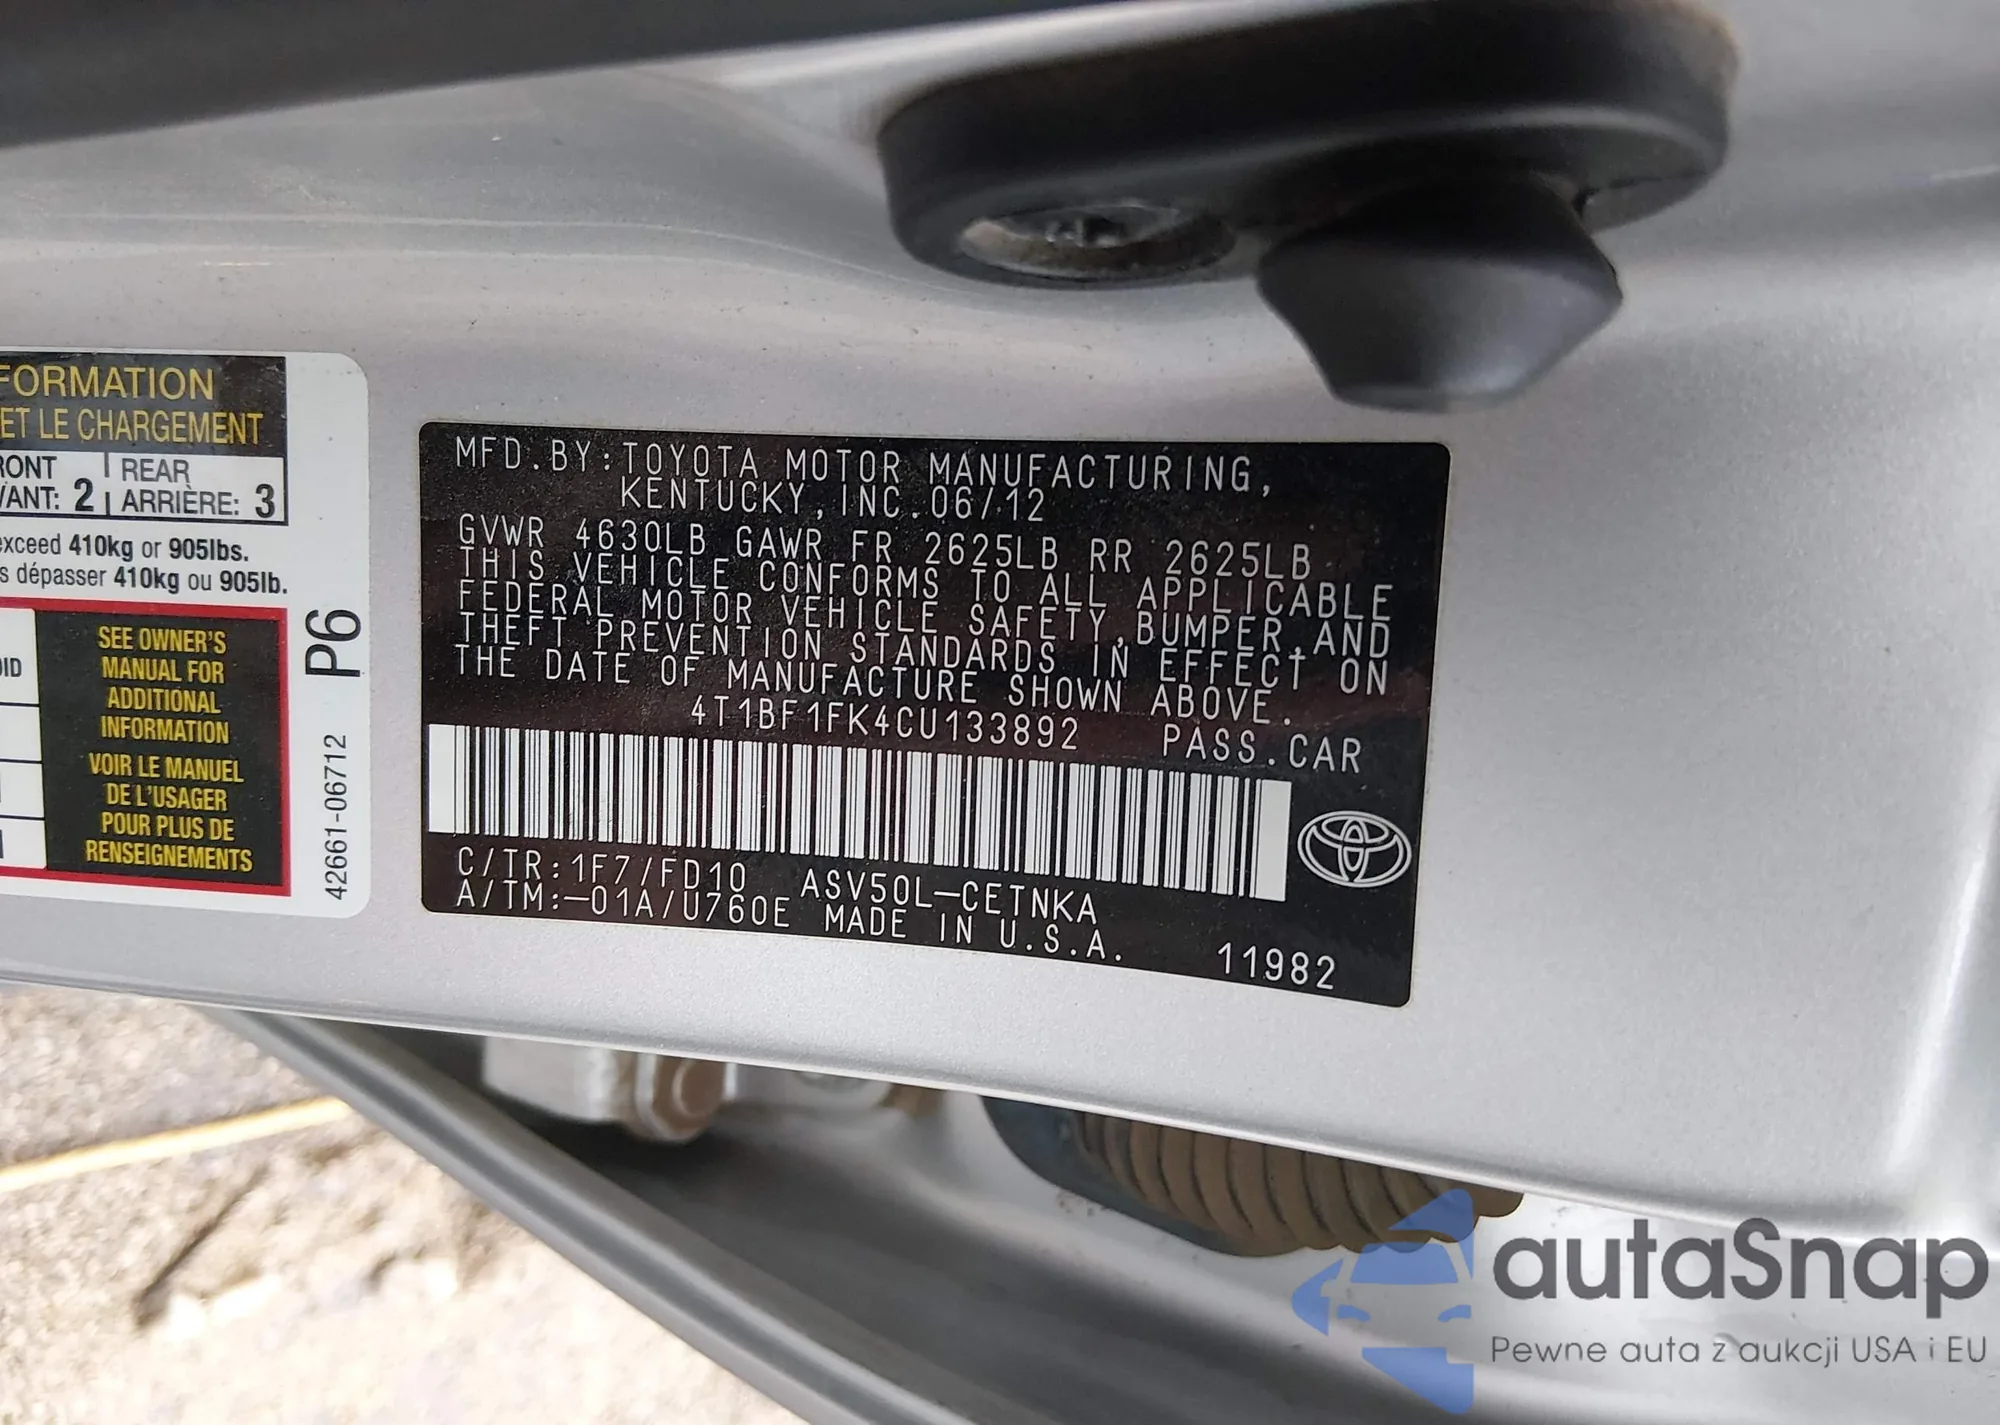 FORMATION
ET LE CHARGEMENT
RONT | REAR
VANT: 2 | ARRIÈRE: 3
exceed 410kg or 905lbs.
s dépasser 410kg ou 905lb.
OID
SEE OWNER'S
MANUAL FOR
ADDITIONAL
INFORMATION
VOIR LE MANUEL
DE L'USAGER
POUR PLUS DE
RENSEIGNEMENTS
42661-06712 P6
MFD.BY:TOYOTA MOTOR MANUFACTURING,
KENTUCKY,INC.06/12
GVWR 4630LB GAWR FR 2625LB RR 2625LB
THIS VEHICLE CONFORMS TO ALL APPLICABLE
FEDERAL MOTOR VEHICLE SAFETY,BUMPER,AND
THEFT PREVENTION STANDARDS IN EFFECT ON
THE DATE OF MANUFACTURE SHOWN ABOVE.
4T1BF1FK4CU133892 PASS.CAR
C/TR:1F7/FD10 ASV50L-CETNKA
A/TM:-01A/U760E MADE IN U.S.A. 11982
autaSnap
Pewne auta z aukcji USA i EU